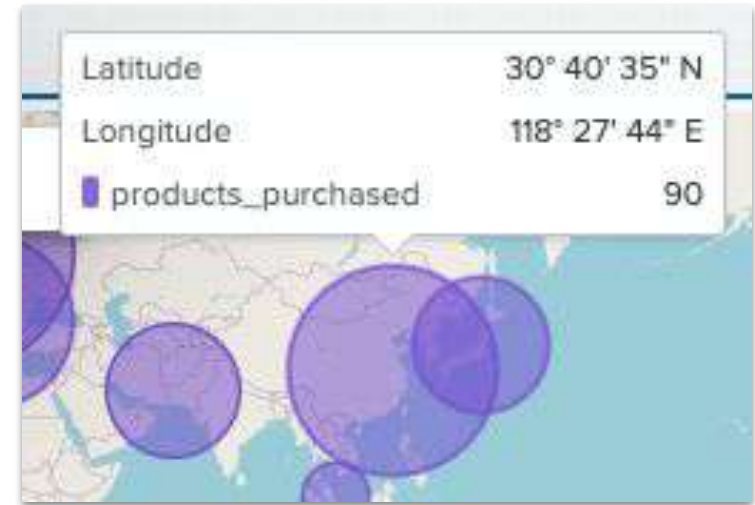 Latitude 30° 40' 35" N
Longitude 118° 27' 44" E
products_purchased 90